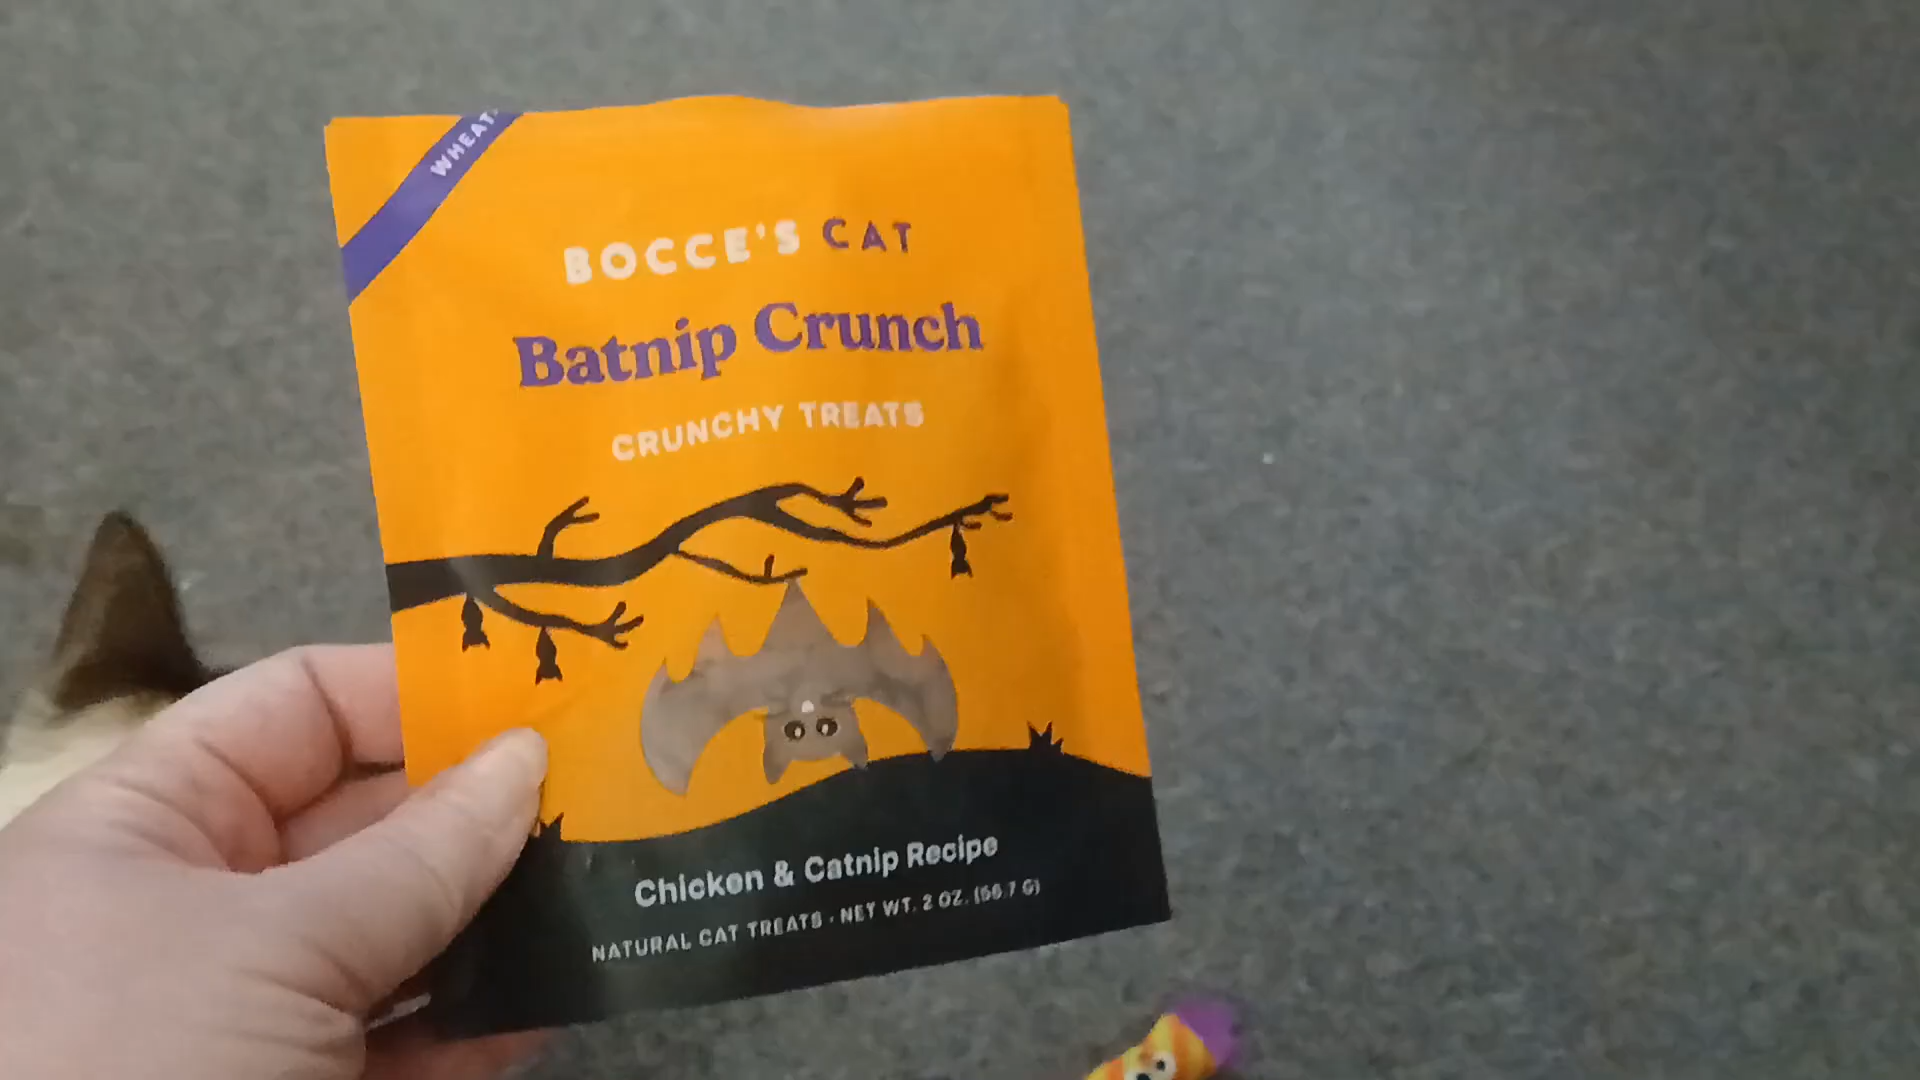 WHEAT
BOCCE'S CAT
Batnip Crunch
CRUNCHY TREATS
Chicken & Catnip Recipe
NATURAL CAT TREATS · NET WT. 2 OZ. (56.7 G)